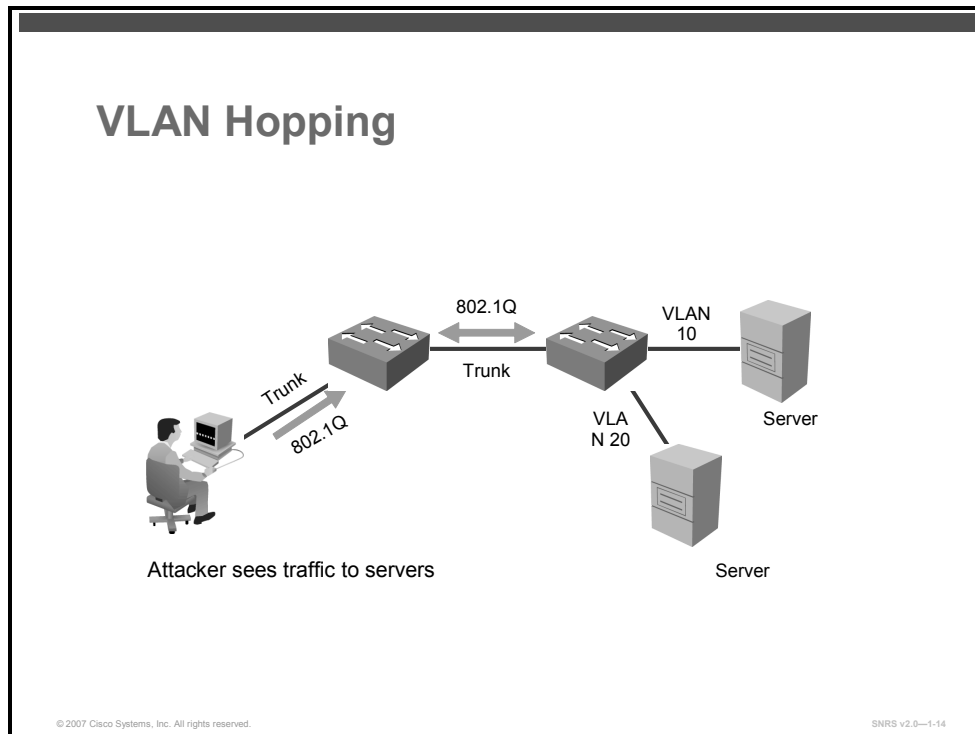 VLAN Hopping
802.1Q
Trunk
VLAN
10
Server
Trunk
802.1Q
VLA
N 20
Server
Attacker sees traffic to servers
© 2007 Cisco Systems, Inc. All rights reserved.
SNRS v2.0—1-14